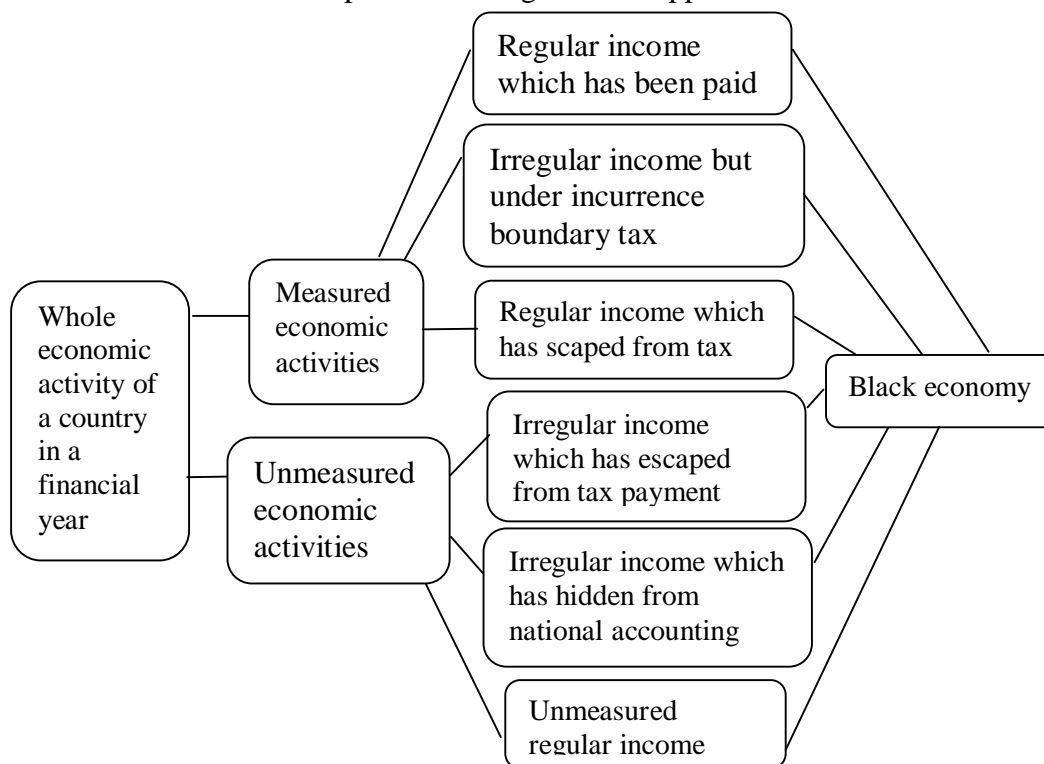 Regular income
which has been paid
Irregular income but
under incurrence
boundary tax
Whole
economic
activity of
a country
in a
financial
year
Measured
economic
activities
Regular income which
has scaped from tax
Black economy
Unmeasured
economic
activities
Irregular income
which has escaped
from tax payment
Irregular income which
has hidden from
national accounting
Unmeasured
regular income